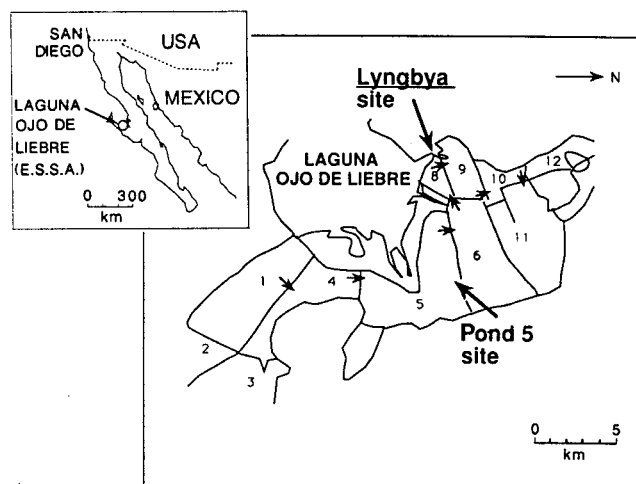 SAN
DIEGO
USA
MEXICO
LAGUNA
OJO DE
LIEBRE
(E.S.S.A.)
0 300
km
Lyngbya
site
N
LAGUNA
OJO DE LIEBRE
8
9
10
12
11
6
1
4
5
2
3
Pond 5
site
0 5
km